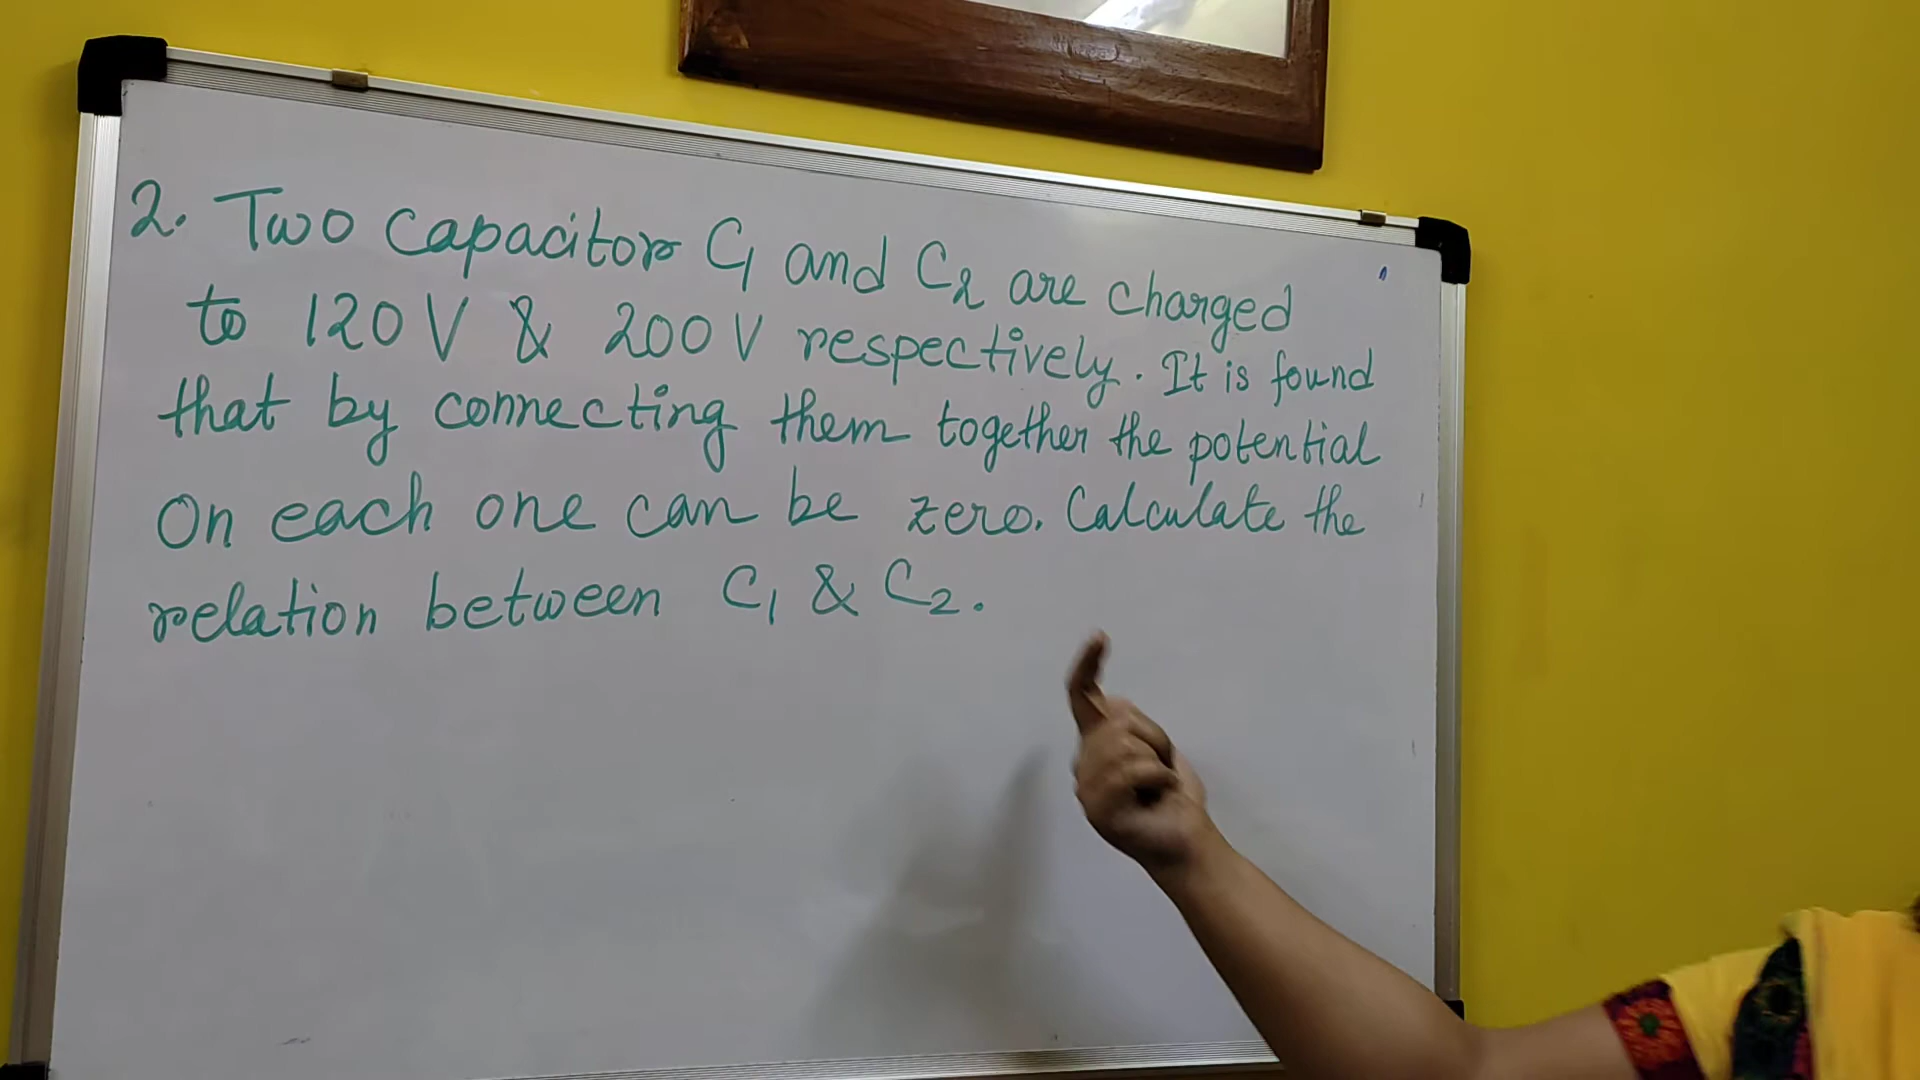 2. Two capacitor C1 and C2 are charged
to 120V & 200V respectively. It is found
that by connecting them together the potential
On each one can be zero. Calculate the
relation between C1 & C2.